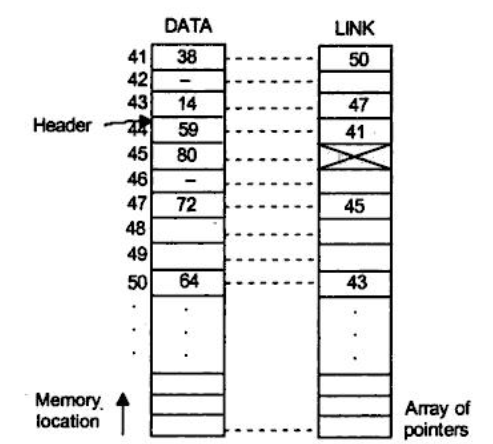 DATA LINK
41 38 50
42 –
43 14 47
Header
44 59 41
45 80
46 –
47 72 45
48
49
50 64 43
Memory. Array of
location pointers